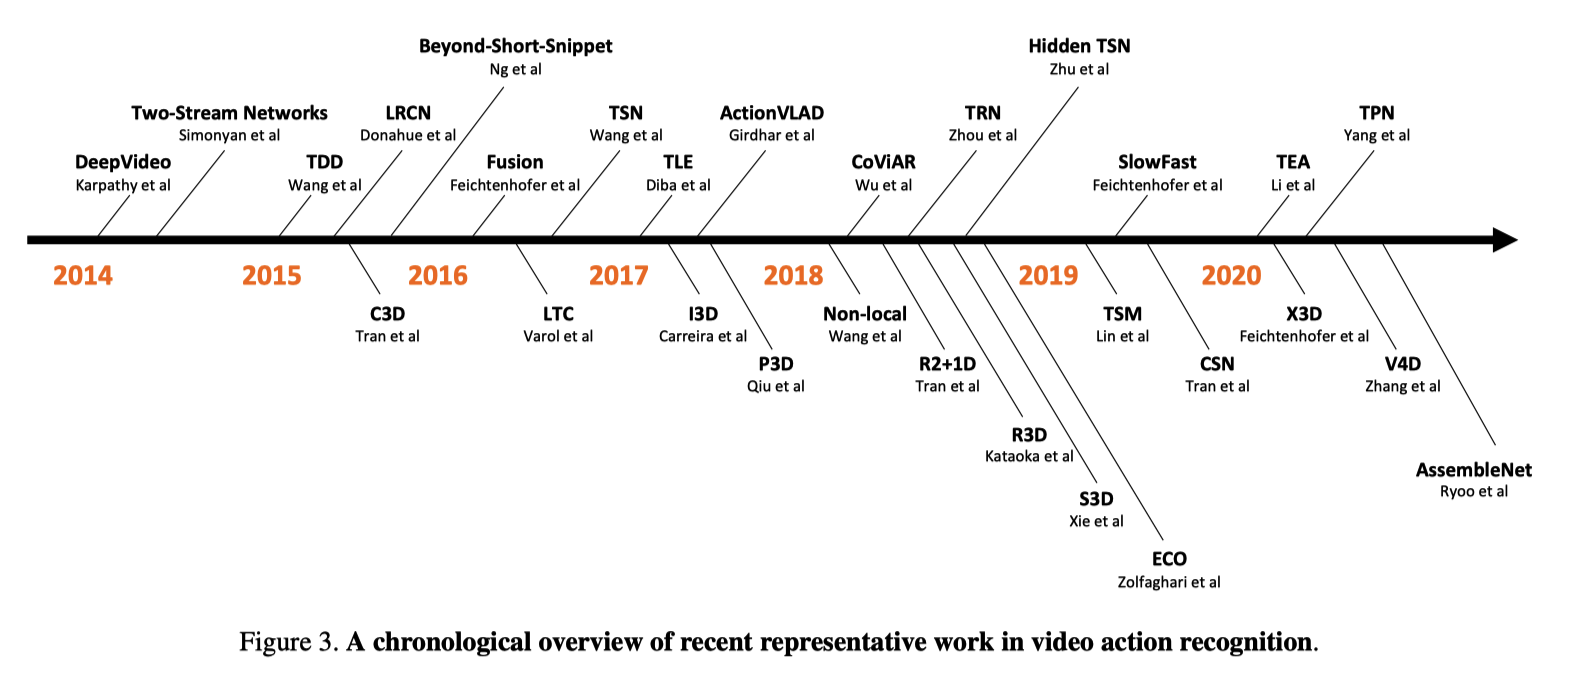 Beyond-Short-Snippet
Ng et al
Hidden TSN
Zhu et al
Two-Stream Networks
Simonyan et al
LRCN
Donahue et al
TSN
Wang et al
ActionVLAD
Girdhar et al
TRN
Zhou et al
TPN
Yang et al
DeepVideo
Karpathy et al
TDD
Wang et al
Fusion
Feichtenhofer et al
TLE
Diba et al
CoViAR
Wu et al
SlowFast
Feichtenhofer et al
TEA
Li et al
2014
2015
2016
2017
2018
2019
2020
C3D
Tran et al
LTC
Varol et al
I3D
Carreira et al
Non-local
Wang et al
TSM
Lin et al
X3D
Feichtenhofer et al
P3D
Qiu et al
R2+1D
Tran et al
CSN
Tran et al
V4D
Zhang et al
R3D
Kataoka et al
AssembleNet
Ryoo et al
S3D
Xie et al
ECO
Zolfaghari et al
Figure 3. A chronological overview of recent representative work in video action recognition.